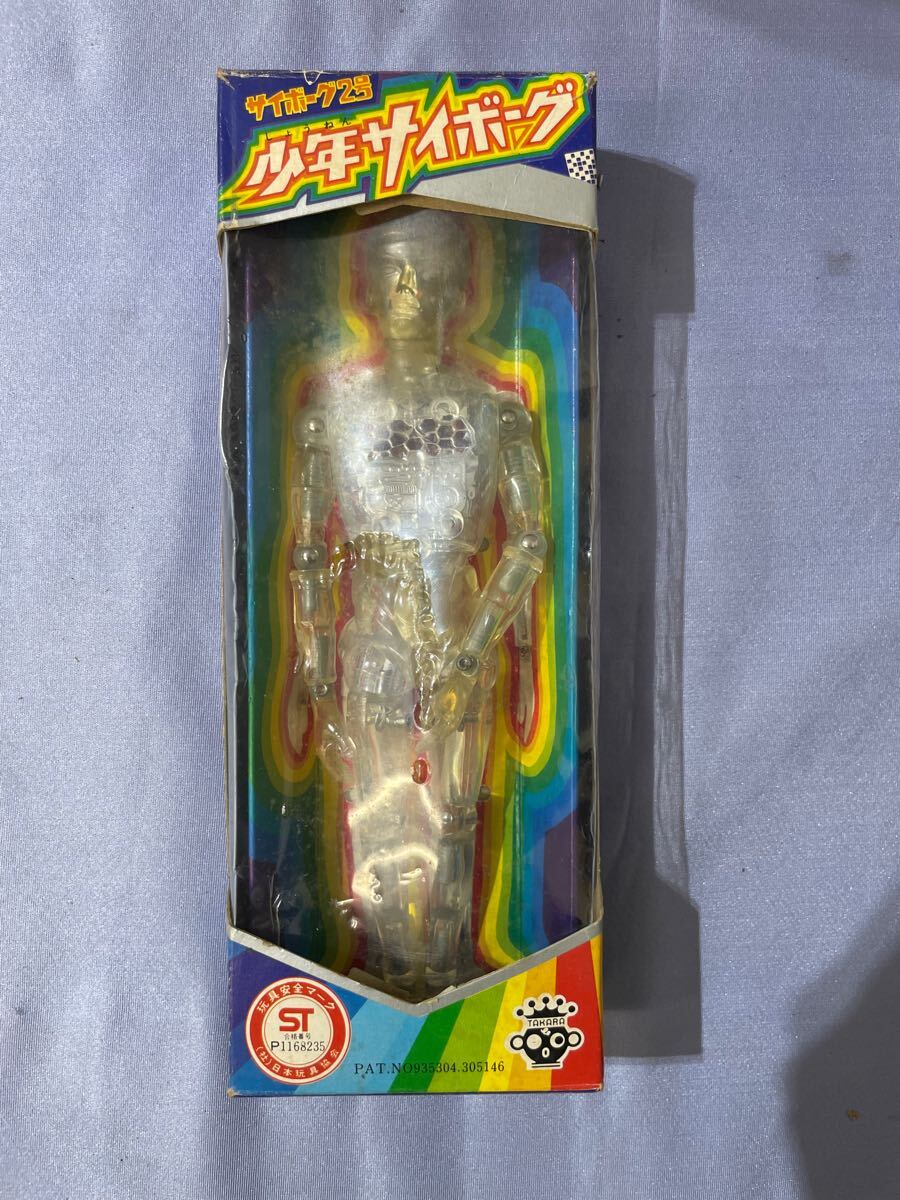 サイボーグ2号
しょうねん
少年サイボーグ
玩具安全マーク
ST
合格番号
P1168235
(社)日本玩具協会
PAT.NO935304.305146
TAKARA